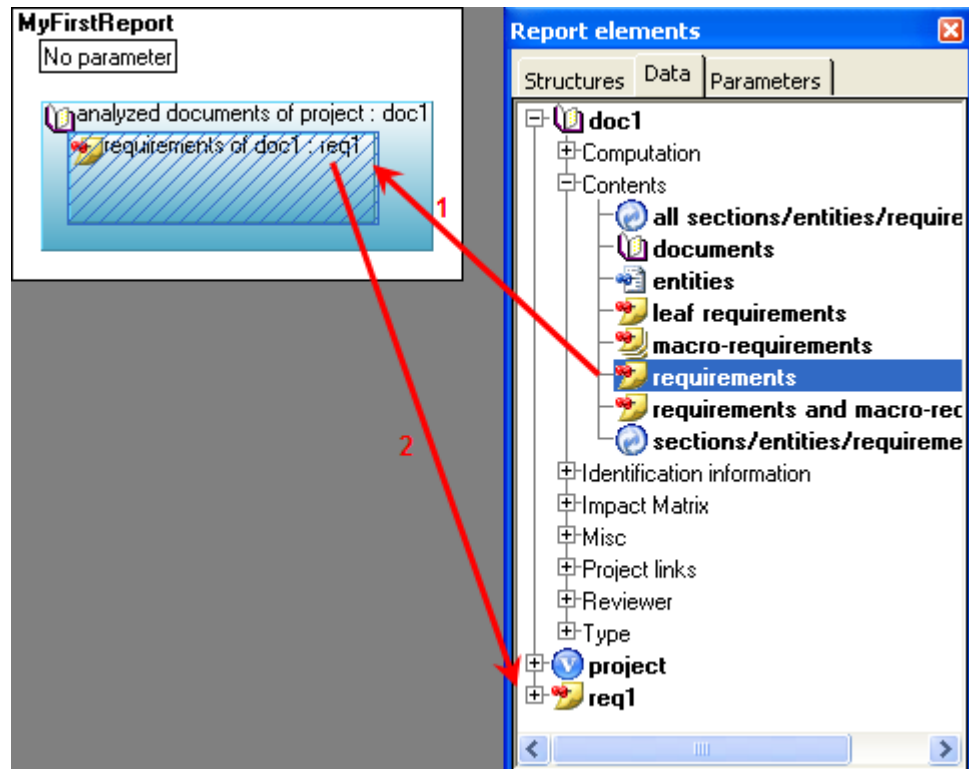 MyFirstReport
No parameter
analyzed documents of project : doc1
requirements of doc1 : req1
1
2
Report elements
Structures Data Parameters
doc1
Computation
Contents
all sections/entities/require
documents
entities
leaf requirements
macro-requirements
requirements
requirements and macro-rec
sections/entities/requireme
Identification information
Impact Matrix
Misc
Project links
Reviewer
Type
project
req1